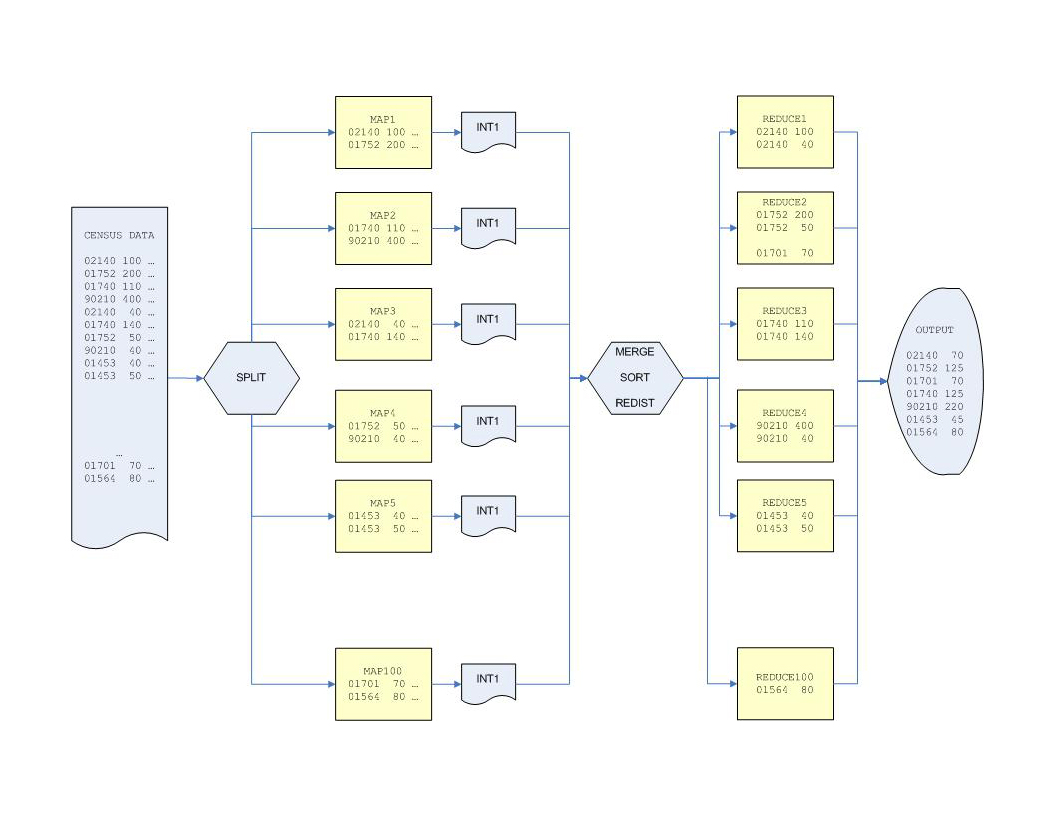 CENSUS DATA
02140 100 …
01752 200 …
01740 110 …
90210 400 …
02140 40 …
01740 140 …
01752 50 …
90210 40 …
01453 40 …
01453 50 …
…
01701 70 …
01564 80 …
SPLIT
MAP1
02140 100 …
01752 200 …
MAP2
01740 110 …
90210 400 …
MAP3
02140 40 …
01740 140 …
MAP4
01752 50 …
90210 40 …
MAP5
01453 40 …
01453 50 …
MAP100
01701 70 …
01564 80 …
INT1
INT1
INT1
INT1
INT1
INT1
MERGE
SORT
REDIST
REDUCE1
02140 100
02140 40
REDUCE2
01752 200
01752 50
01701 70
REDUCE3
01740 110
01740 140
REDUCE4
90210 400
90210 40
REDUCE5
01453 40
01453 50
REDUCE100
01564 80
OUTPUT
02140 70
01752 125
01701 70
01740 125
90210 220
01453 45
01564 80